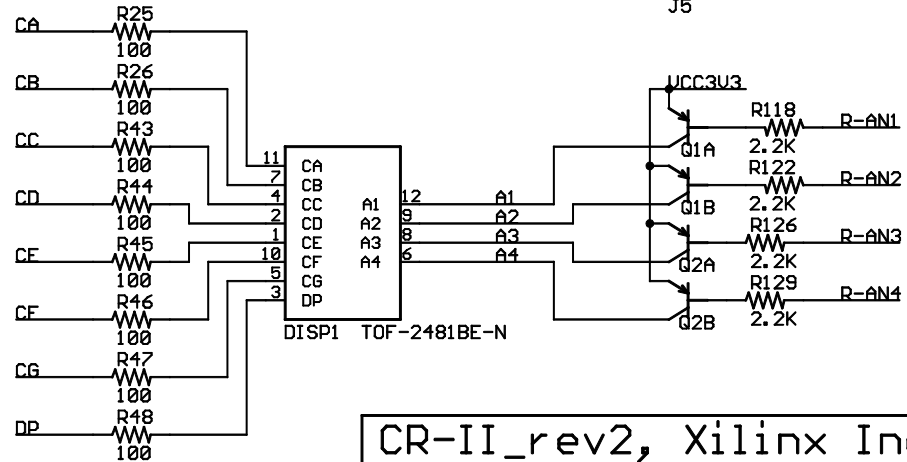 J5
CA R25 100
CB R26 100
CC R43 100
CD R44 100
CE R45 100
CF R46 100
CG R47 100
DP R48 100
11 CA
7 CB
4 CC
2 CD
1 CE
10 CF
5 CG
3 DP
A1 12 A1
A2 9 A2
A3 8 A3
A4 6 A4
DISP1 TOF-2481BE-N
VCC3V3
Q1A R118 2.2K R-AN1
Q1B R122 2.2K R-AN2
Q2A R126 2.2K R-AN3
Q2B R129 2.2K R-AN4
CR-II_rev2, Xilinx In